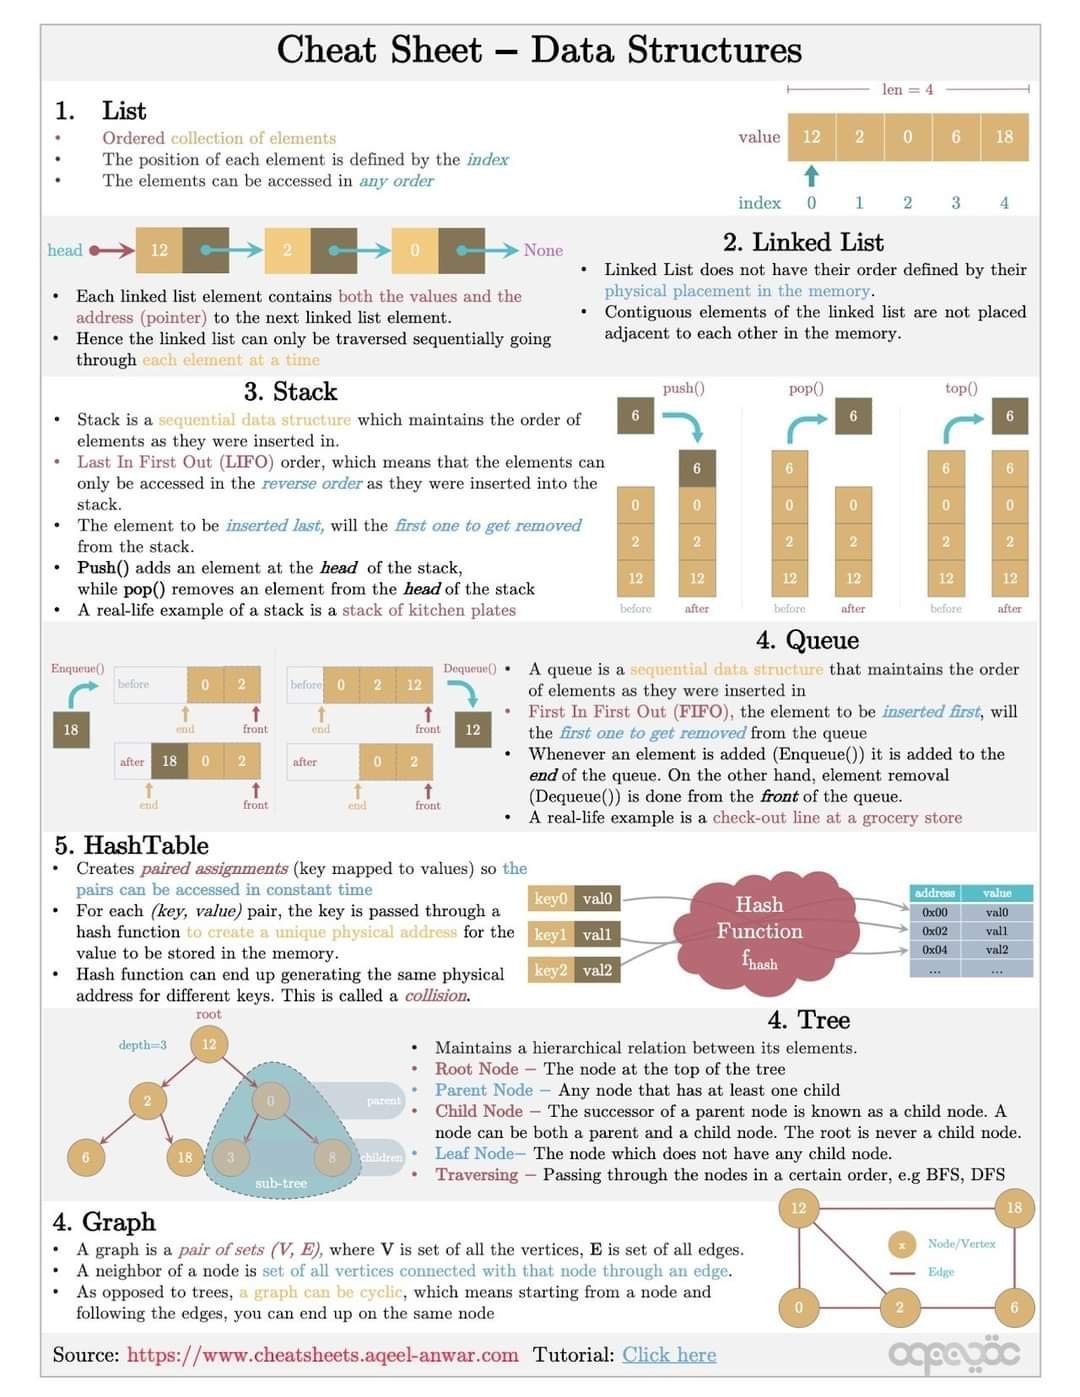 Cheat Sheet – Data Structures
1. List
• Ordered collection of elements
• The position of each element is defined by the index
• The elements can be accessed in any order
len = 4
value 12 2 0 6 18
index 0 1 2 3 4
head 12 2 0 None
• Each linked list element contains both the values and the
address (pointer) to the next linked list element.
• Hence the linked list can only be traversed sequentially going
through each element at a time
2. Linked List
• Linked List does not have their order defined by their
physical placement in the memory.
• Contiguous elements of the linked list are not placed
adjacent to each other in the memory.
3. Stack
• Stack is a sequential data structure which maintains the order of
elements as they were inserted in.
• Last In First Out (LIFO) order, which means that the elements can
only be accessed in the reverse order as they were inserted into the
stack.
• The element to be inserted last, will the first one to get removed
from the stack.
• Push() adds an element at the head of the stack,
while pop() removes an element from the head of the stack
• A real-life example of a stack is a stack of kitchen plates
push() pop() top()
6 6 6
6 6 6 6
0 0 0 0 0 0
2 2 2 2 2 2
12 12 12 12 12 12
before after before after before after
Enqueue()
18
before 0 2
end front
after 18 0 2
end front
before 0 2 12
end front
after 0 2
end front
Dequeue()
12
4. Queue
• A queue is a sequential data structure that maintains the order
of elements as they were inserted in
• First In First Out (FIFO), the element to be inserted first, will
the first one to get removed from the queue
• Whenever an element is added (Enqueue()) it is added to the
end of the queue. On the other hand, element removal
(Dequeue()) is done from the front of the queue.
• A real-life example is a check-out line at a grocery store
5. HashTable
• Creates paired assignments (key mapped to values) so the
pairs can be accessed in constant time
• For each (key, value) pair, the key is passed through a
hash function to create a unique physical address for the
value to be stored in the memory.
• Hash function can end up generating the same physical
address for different keys. This is called a collision.
key0 val0
key1 val1
key2 val2
Hash
Function
fhash
address value
0x00 val0
0x02 val1
0x04 val2
... ...
root
depth=3 12
2 0 parent
6 18 3 8 children
sub-tree
4. Tree
• Maintains a hierarchical relation between its elements.
• Root Node – The node at the top of the tree
• Parent Node – Any node that has at least one child
• Child Node – The successor of a parent node is known as a child node. A
node can be both a parent and a child node. The root is never a child node.
• Leaf Node– The node which does not have any child node.
• Traversing – Passing through the nodes in a certain order, e.g BFS, DFS
4. Graph
• A graph is a pair of sets (V, E), where V is set of all the vertices, E is set of all edges.
• A neighbor of a node is set of all vertices connected with that node through an edge.
• As opposed to trees, a graph can be cyclic, which means starting from a node and
following the edges, you can end up on the same node
12 18
x Node/Vertex
Edge
0 2 6
Source: https://www.cheatsheets.aqeel-anwar.com Tutorial: Click here